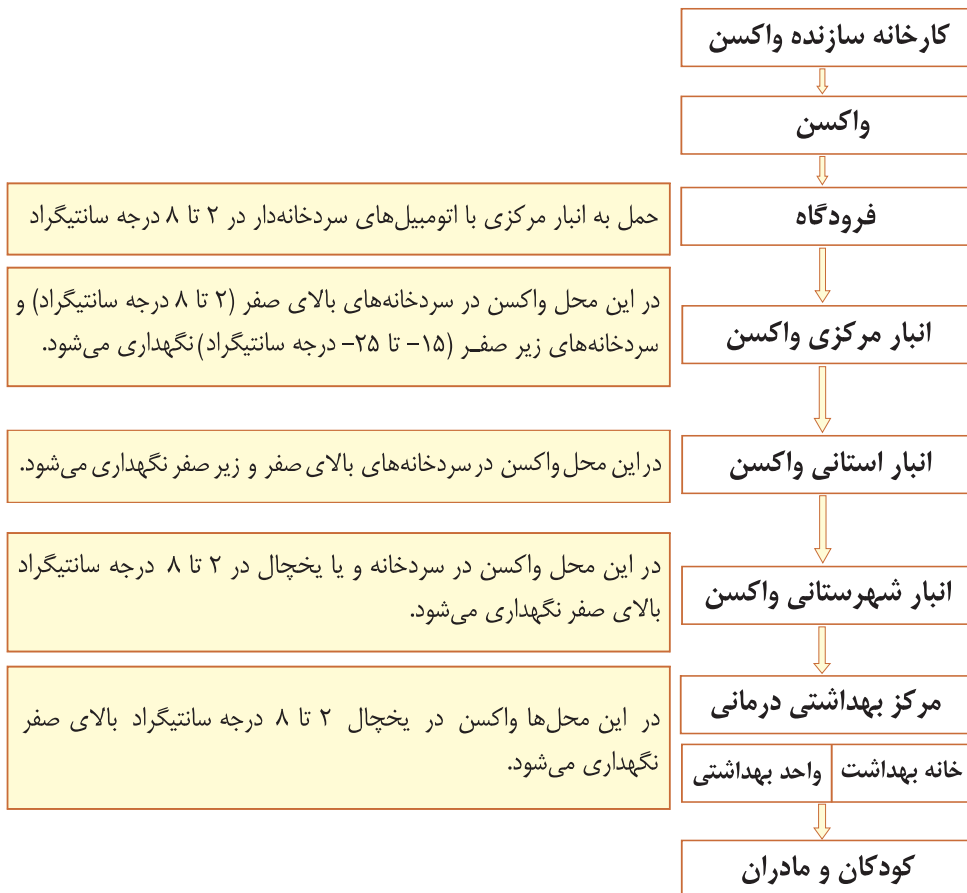 کارخانه سازنده واکسن
واکسن
فرودگاه
حمل به انبار مرکزی با اتومبیل‌های سردخانه‌دار در ۲ تا ۸ درجه سانتیگراد
انبار مرکزی واکسن
در این محل واکسن در سردخانه‌های بالای صفر (۲ تا ۸ درجه سانتیگراد) و
سردخانه‌های زیر صفـر (۱۵− تا ۲۵− درجه سانتیگراد) نگهداری می‌شود.
انبار استانی واکسن
در این محل واکسن در سردخانه‌های بالای صفر و زیر صفر نگهداری می‌شود.
انبار شهرستانی واکسن
در این محل واکسن در سردخانه و یا یخچال در ۲ تا ۸ درجه سانتیگراد
بالای صفر نگهداری می‌شود.
مرکز بهداشتی درمانی
خانه بهداشت
واحد بهداشتی
در این محل‌ها واکسن در یخچال ۲ تا ۸ درجه سانتیگراد بالای صفر
نگهداری می‌شود.
کودکان و مادران